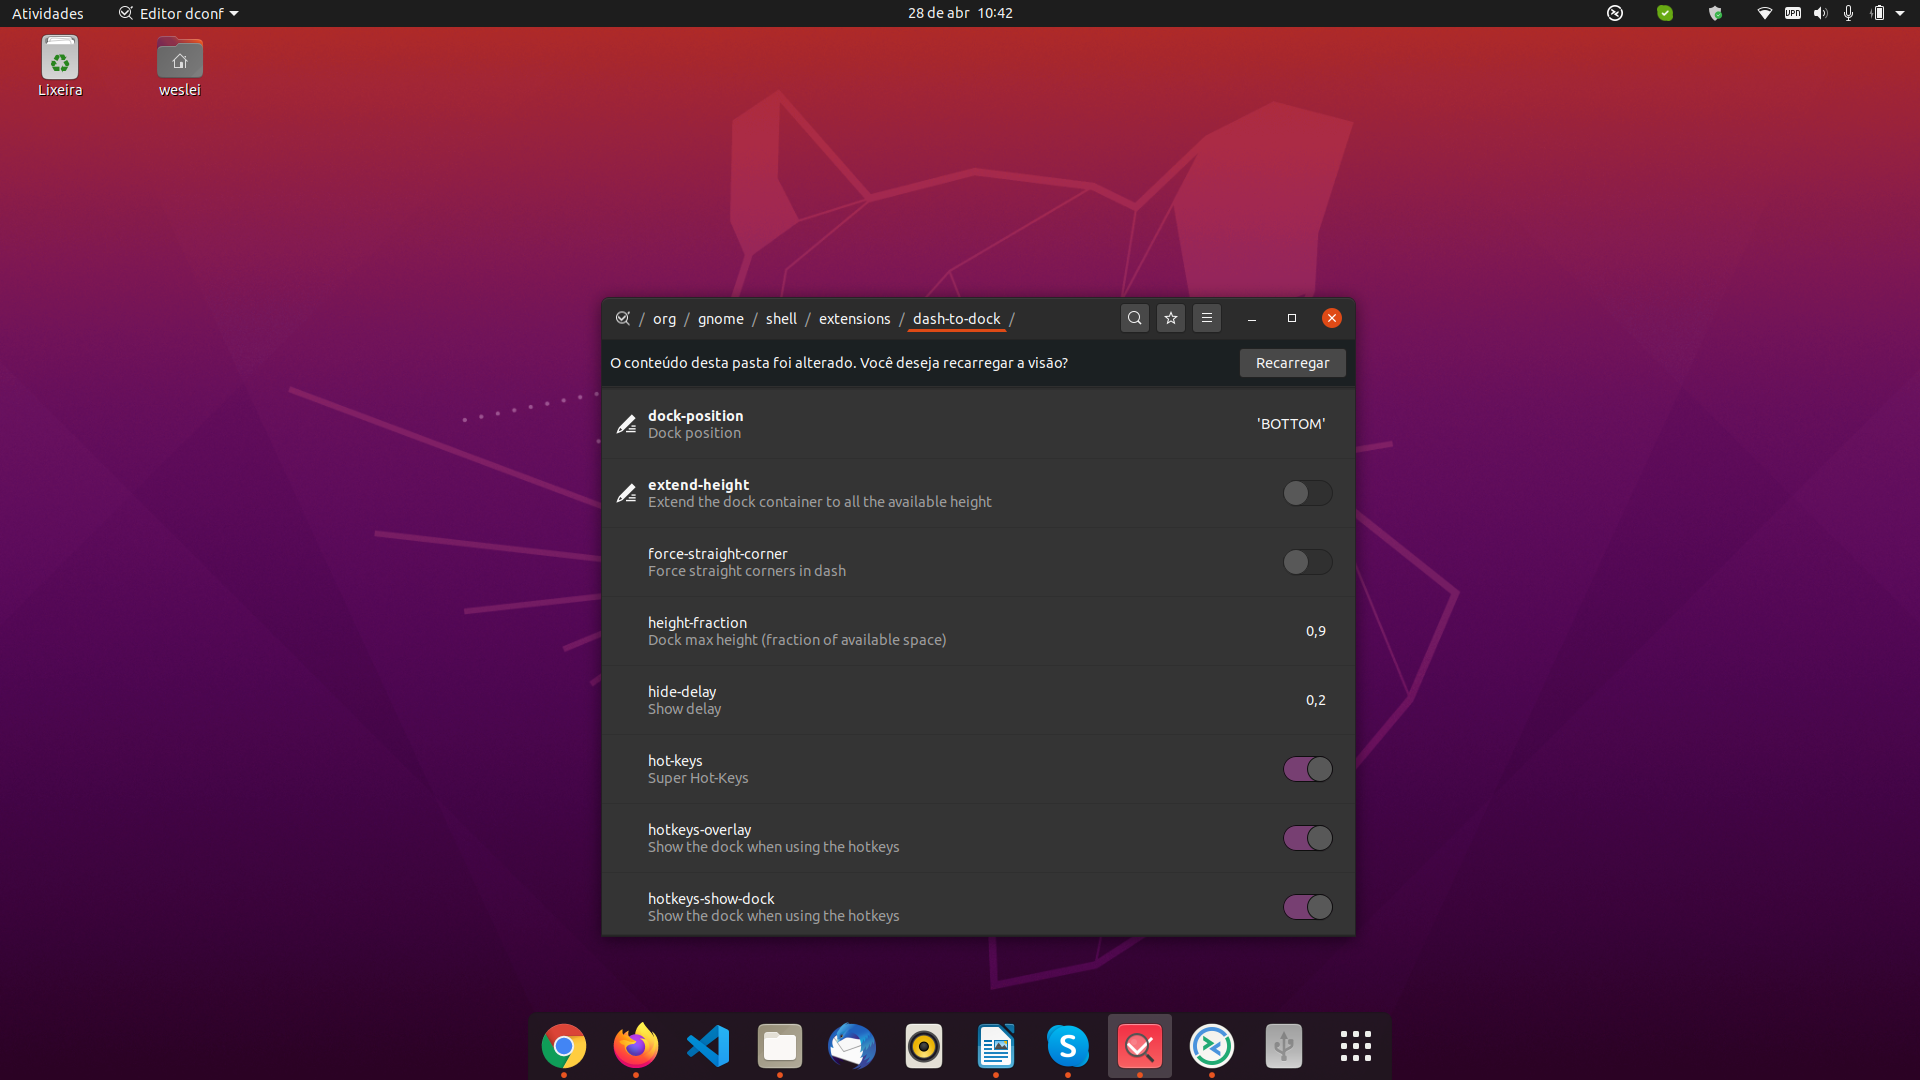 Atividades
Editor dconf
28 de abr 10:42
VPN
Lixeira
weslei
/ org / gnome / shell / extensions / dash-to-dock /
O conteúdo desta pasta foi alterado. Você deseja recarregar a visão?
Recarregar
dock-position
Dock position
'BOTTOM'
extend-height
Extend the dock container to all the available height
force-straight-corner
Force straight corners in dash
height-fraction
Dock max height (fraction of available space)
0,9
hide-delay
Show delay
0,2
hot-keys
Super Hot-Keys
hotkeys-overlay
Show the dock when using the hotkeys
hotkeys-show-dock
Show the dock when using the hotkeys
S